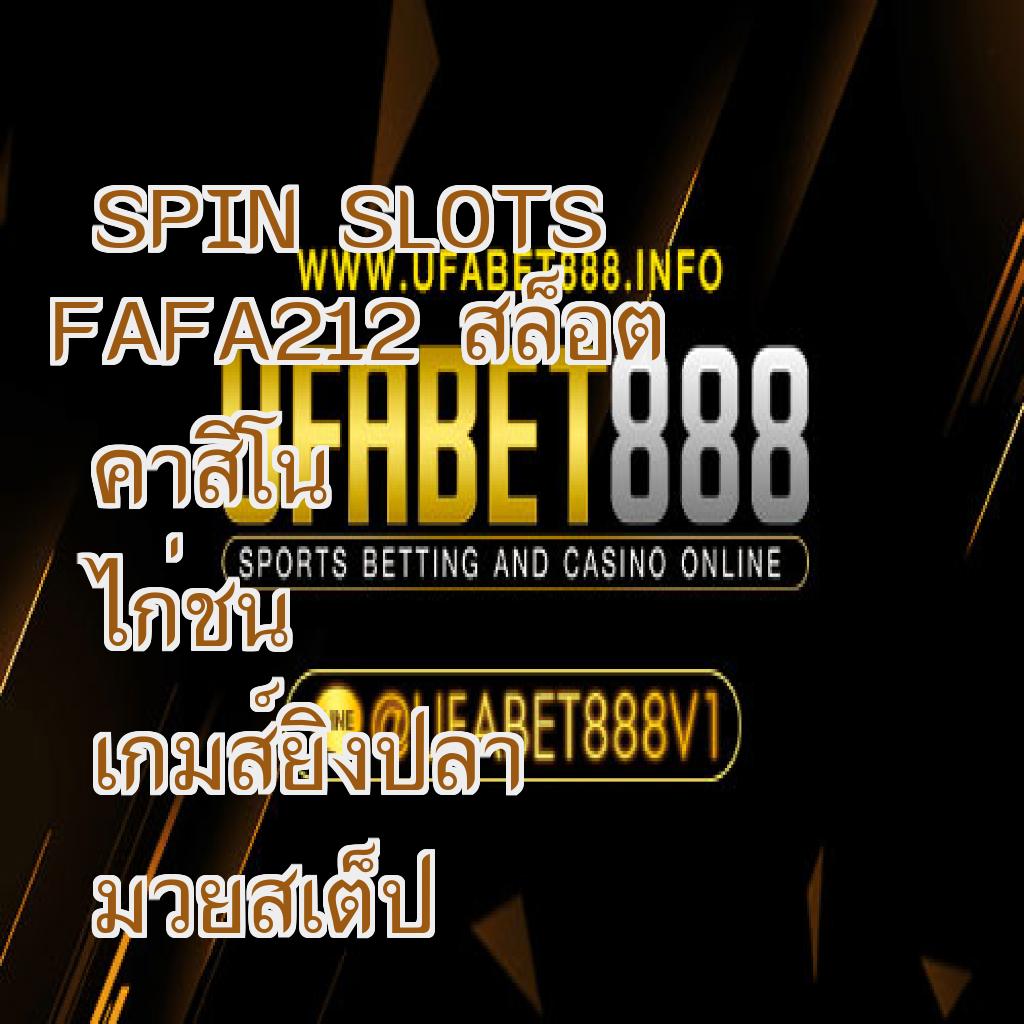 SPIN SLOTS
WWW.UFABET888.INFO
FAFA212 สล็อต
UFABET888
คาสิโน
SPORTS BETTING AND CASINO ONLINE
ไก่ชน
LINE @UFABET888V1
เกมส์ยิงปลา
มวยสเต็ป